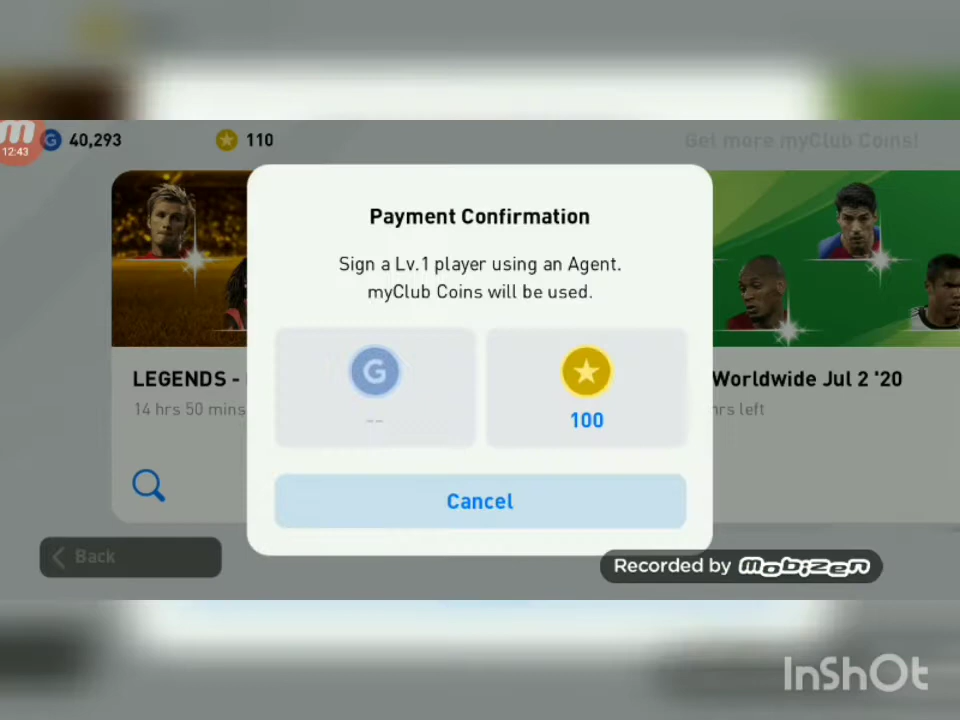 12:43
G 40,293
110
Get more myClub Coins!
Payment Confirmation
Sign a Lv.1 player using an Agent.
myClub Coins will be used.
G
--
100
Cancel
LEGENDS -
14 hrs 50 mins
Worldwide Jul 2 '20
hrs left
Back
Recorded by mobizen
InShOt